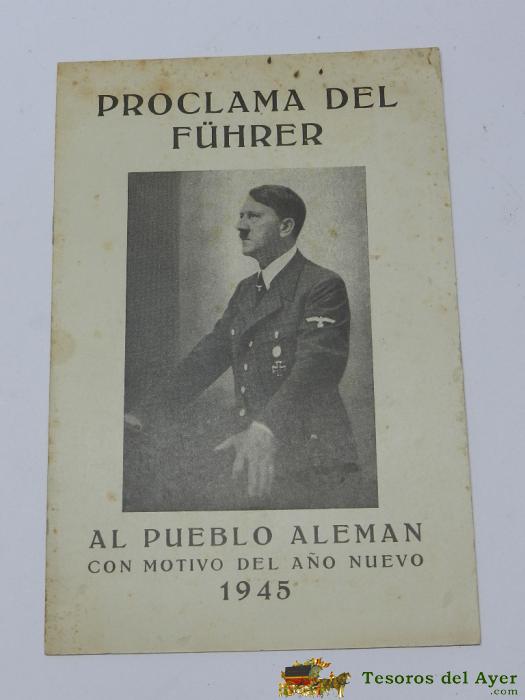 PROCLAMA DEL
FÜHRER
AL PUEBLO ALEMAN
CON MOTIVO DEL AÑO NUEVO
1945
Tesoros del Ayer
.com